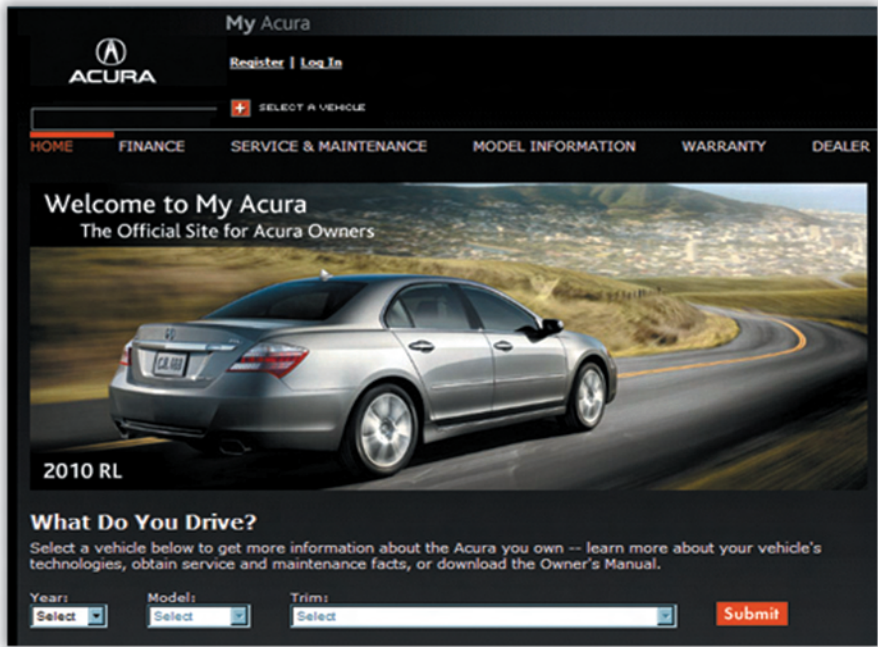 My Acura
ACURA
Register | Log In
+ SELECT A VEHICLE
HOME FINANCE SERVICE & MAINTENANCE MODEL INFORMATION WARRANTY DEALER
Welcome to My Acura
The Official Site for Acura Owners
2010 RL
What Do You Drive?
Select a vehicle below to get more information about the Acura you own -- learn more about your vehicle's
technologies, obtain service and maintenance facts, or download the Owner's Manual.
Year: Model: Trim:
Select Select Select Submit